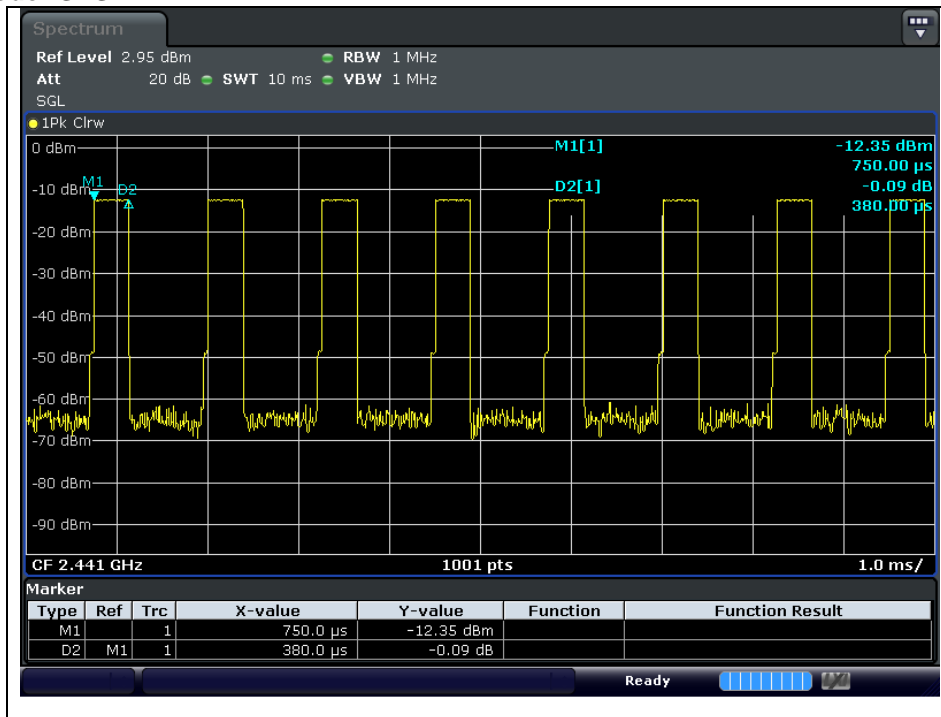 Spectrum
Ref Level 2.95 dBm RBW 1 MHz
Att 20 dB SWT 10 ms VBW 1 MHz
SGL
1Pk Clrw
0 dBm M1[1] -12.35 dBm
750.00 µs
-10 dBm M1 D2 D2[1] -0.09 dB
380.00 µs
-20 dBm
-30 dBm
-40 dBm
-50 dBm
-60 dBm
-70 dBm
-80 dBm
-90 dBm
CF 2.441 GHz 1001 pts 1.0 ms/
Marker
Type Ref Trc X-value Y-value Function Function Result
M1 1 750.0 µs -12.35 dBm
D2 M1 1 380.0 µs -0.09 dB
Ready